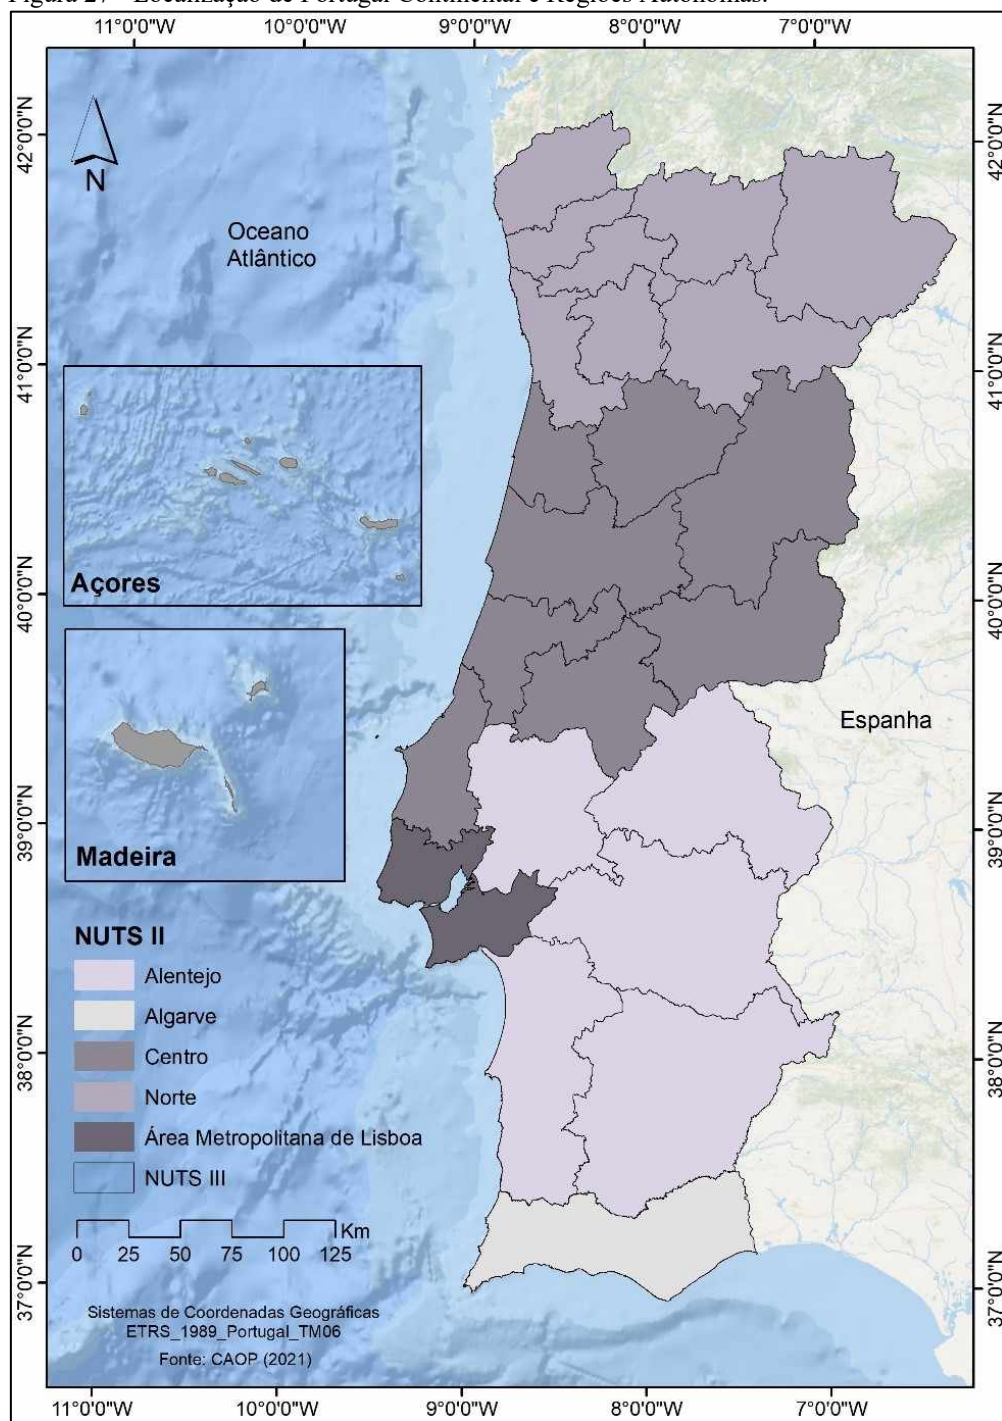 Figura 27 - Localização de Portugal Continental e Regiões Autónomas.
11°0'0"W 10°0'0"W 9°0'0"W 8°0'0"W 7°0'0"W
42°0'0"N
42°0'0"N
N
Oceano
Atlântico
41°0'0"N
41°0'0"N
Açores
40°0'0"N
40°0'0"N
Espanha
39°0'0"N
39°0'0"N
Madeira
NUTS II
Alentejo
Algarve
Centro
Norte
Área Metropolitana de Lisboa
NUTS III
38°0'0"N
38°0'0"N
Km
0 25 50 75 100 125
37°0'0"N
37°0'0"N
Sistemas de Coordenadas Geográficas
ETRS_1989_Portugal_TM06
Fonte: CAOP (2021)
11°0'0"W 10°0'0"W 9°0'0"W 8°0'0"W 7°0'0"W